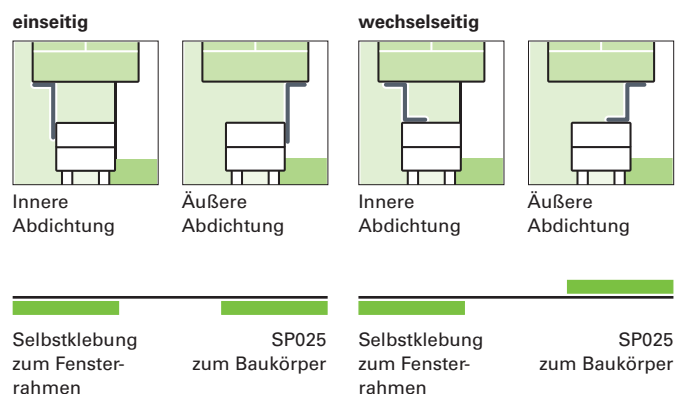 einseitig
wechselseitig
Innere
Abdichtung
Äußere
Abdichtung
Innere
Abdichtung
Äußere
Abdichtung
Selbstklebung
zum Fenster-
rahmen
SP025
zum Baukörper
Selbstklebung
zum Fenster-
rahmen
SP025
zum Baukörper